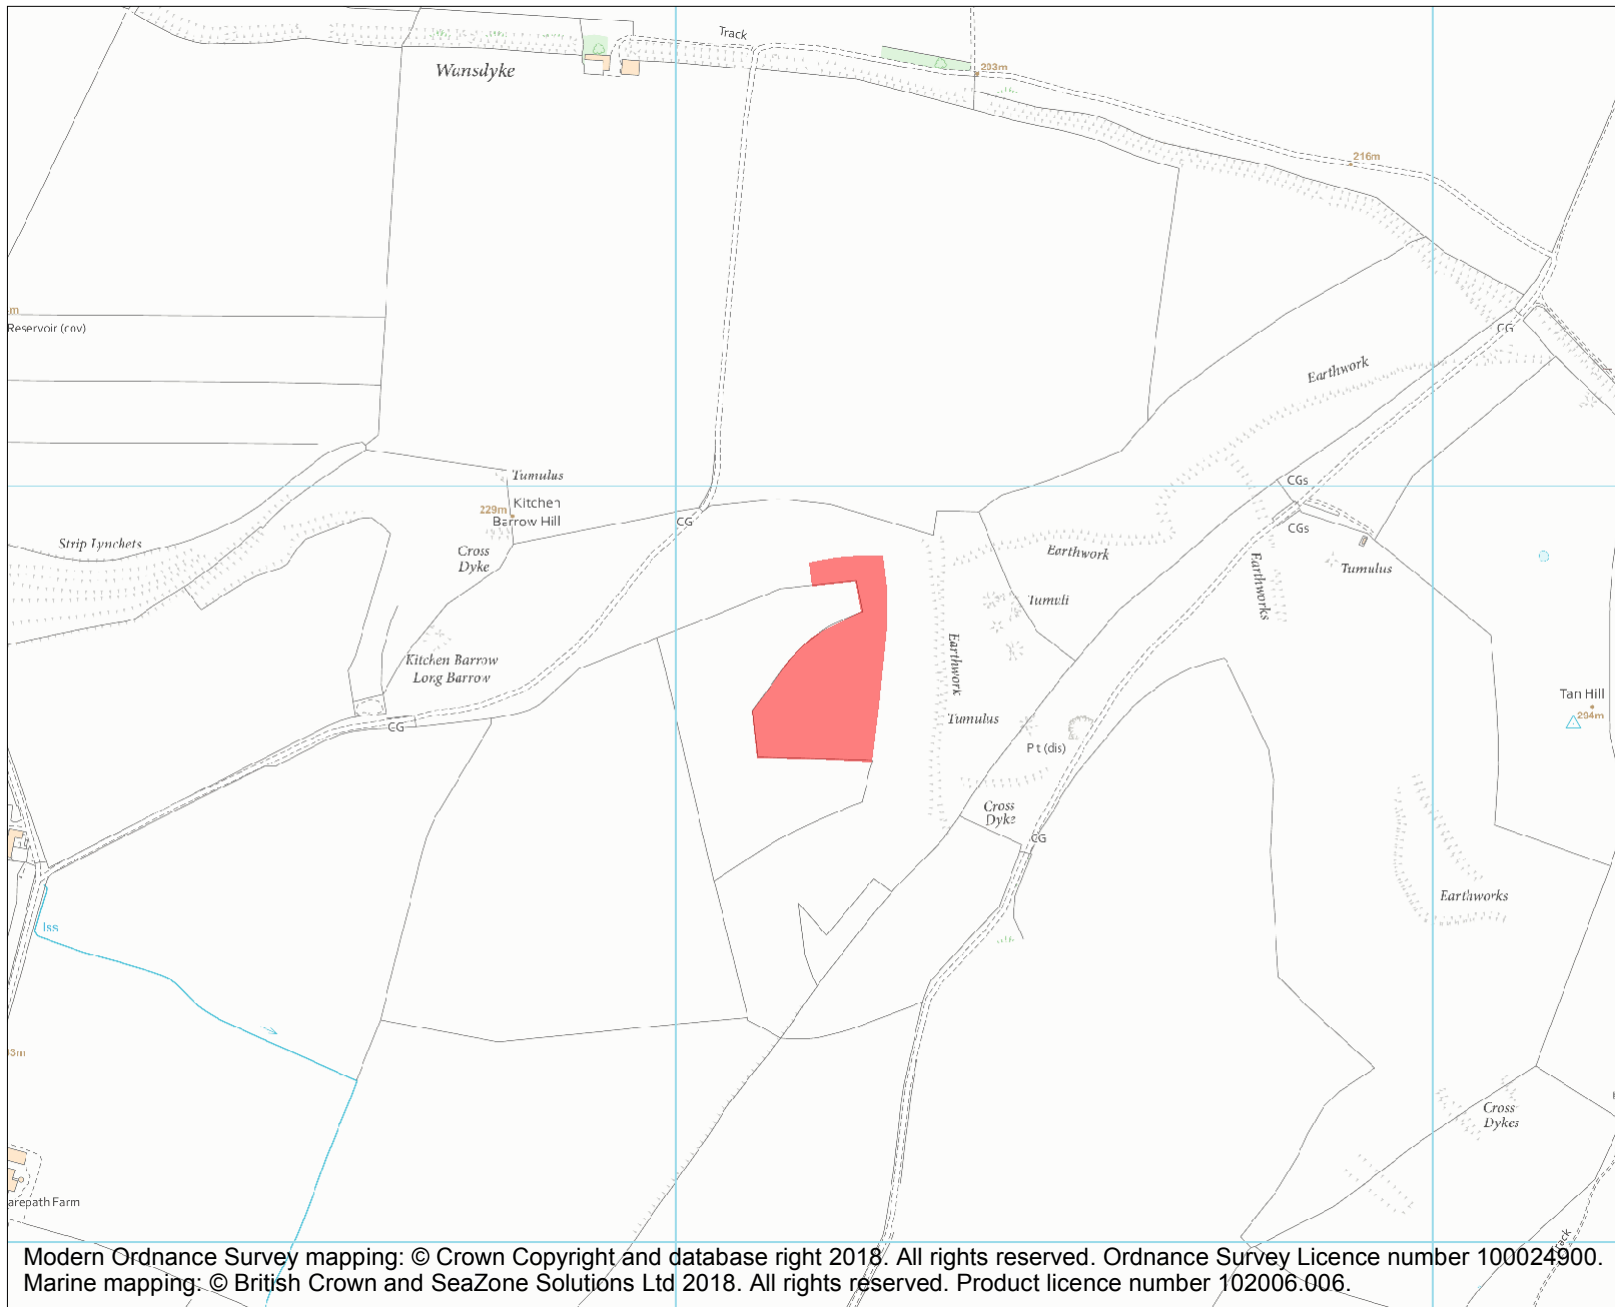 Track
Wansdyke
203m
216m
m
Reservoir (cov)
CG
Earthwork
Tumulus
229m Kitchen
Barrow Hill
CG
CGs
CGs
Strip Lynchets
Cross
Dyke
Earthwork
Earthworks
Tumulus
Tumuli
Kitchen Barrow
Long Barrow
Earthwork
Tan Hill
294m
CG
Tumulus
Pt (dis)
Cross
Dyke
CG
Earthworks
Iss
3m
Cross
Dykes
arepath Farm
Track
Modern Ordnance Survey mapping: © Crown Copyright and database right 2018. All rights reserved. Ordnance Survey Licence number 100024900.
Marine mapping: © British Crown and SeaZone Solutions Ltd 2018. All rights reserved. Product licence number 102006.006.